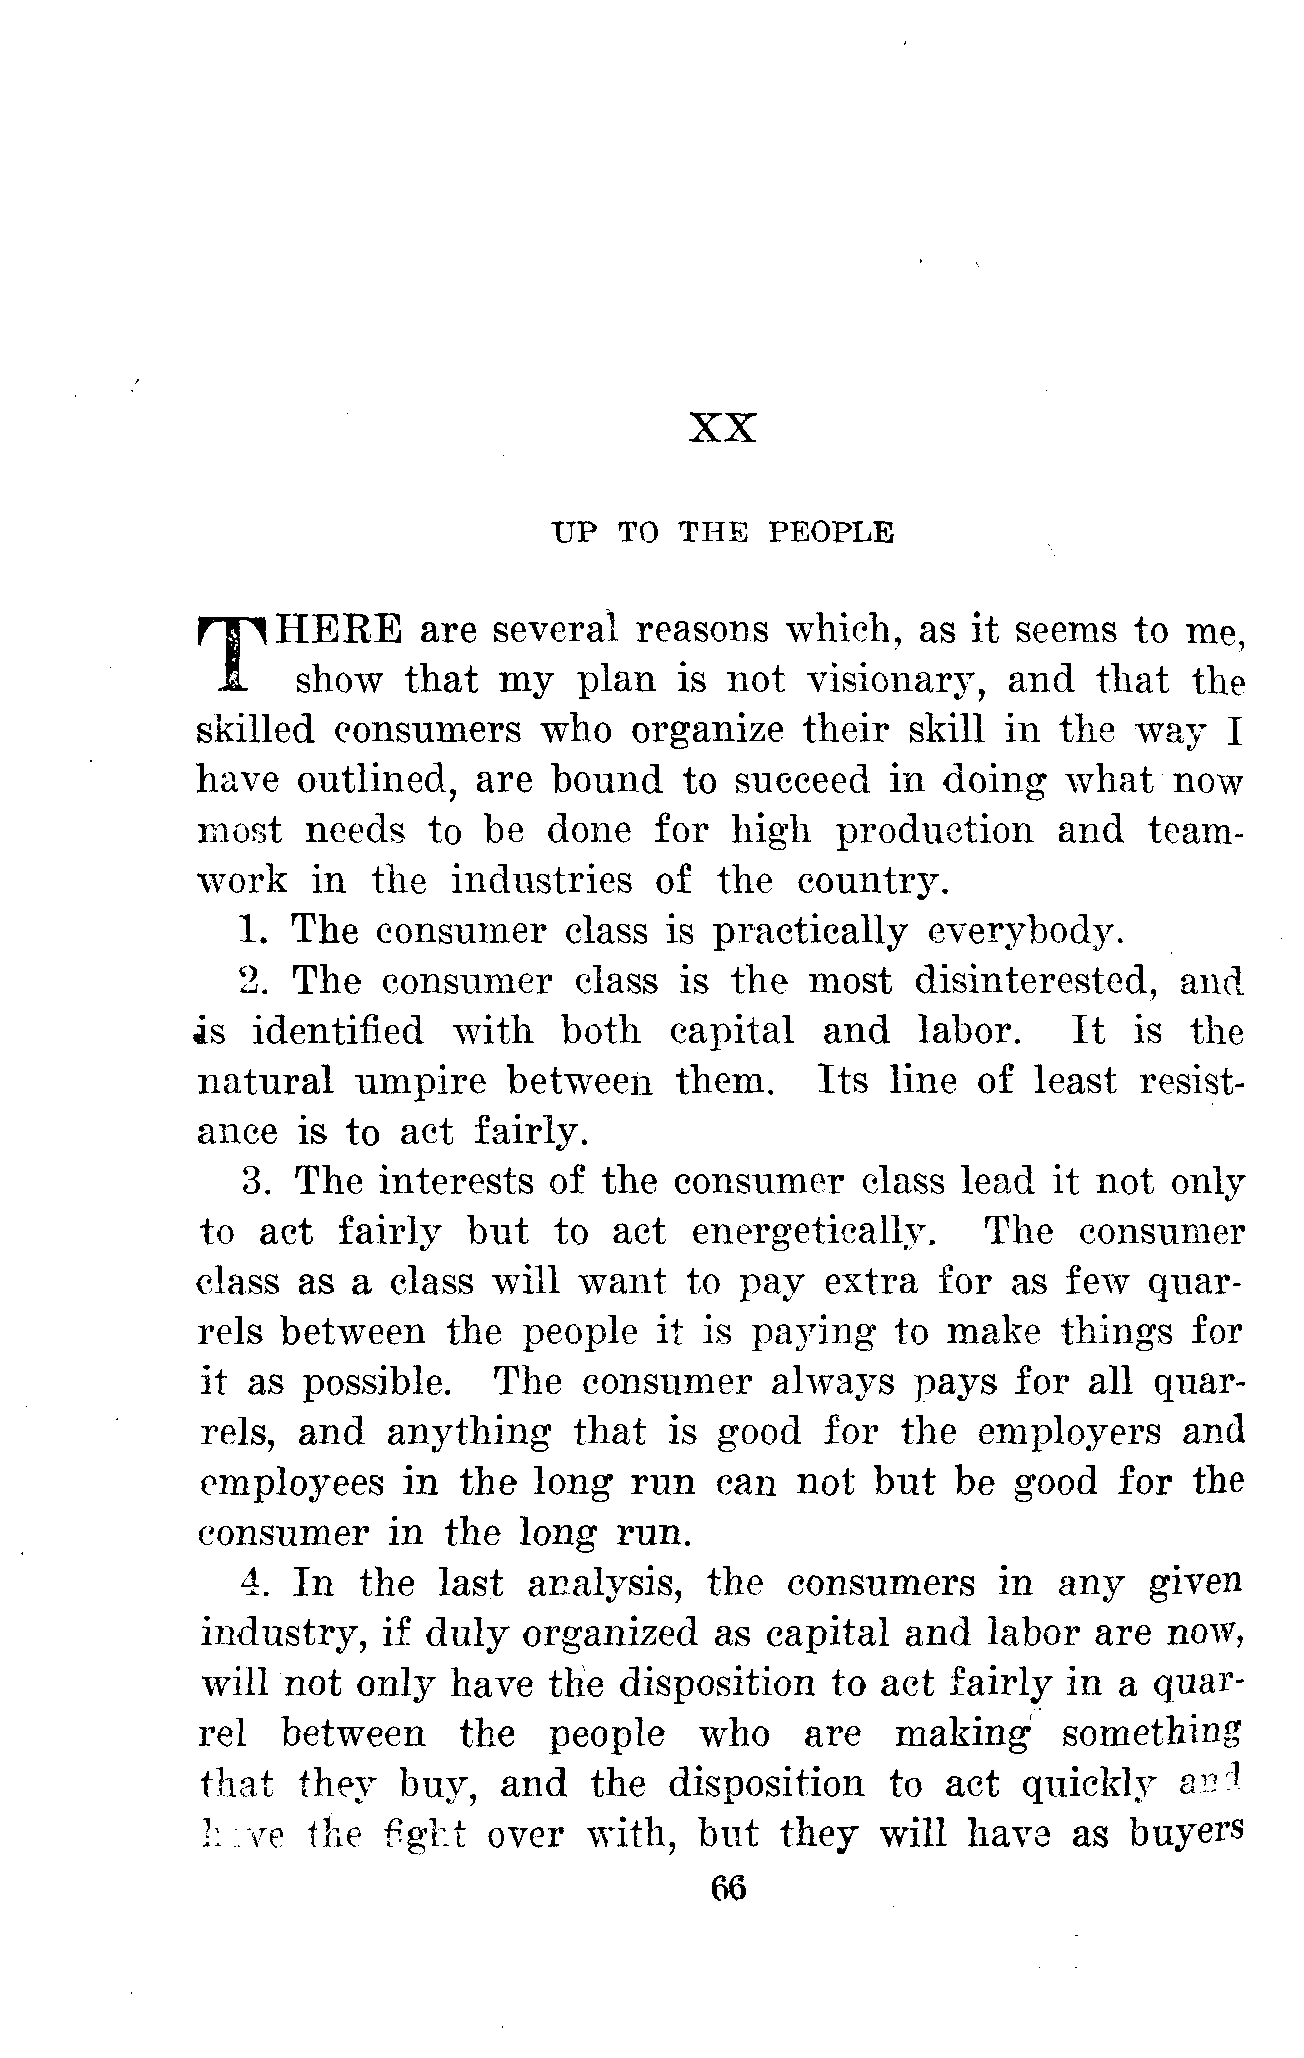 XX
UP TO THE PEOPLE
THERE are several reasons which, as it seems to me,
show that my plan is not visionary, and that the
skilled consumers who organize their skill in the way I
have outlined, are bound to succeed in doing what now
most needs to be done for high production and team-
work in the industries of the country.
1. The consumer class is practically everybody.
2. The consumer class is the most disinterested, and
is identified with both capital and labor. It is the
natural umpire between them. Its line of least resist-
ance is to act fairly.
3. The interests of the consumer class lead it not only
to act fairly but to act energetically. The consumer
class as a class will want to pay extra for as few quar-
rels between the people it is paying to make things for
it as possible. The consumer always pays for all quar-
rels, and anything that is good for the employers and
employees in the long run can not but be good for the
consumer in the long run.
4. In the last analysis, the consumers in any given
industry, if duly organized as capital and labor are now,
will not only have the disposition to act fairly in a quar-
rel between the people who are making something
that they buy, and the disposition to act quickly and
have the fight over with, but they will have as buyers
66